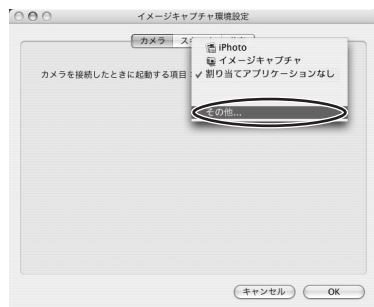 イメージキャプチャ環境設定
カメラ
カメラを接続したときに起動する項目：
iPhoto
イメージキャプチャ
✓ 割り当てアプリケーションなし
その他...
キャンセル
OK